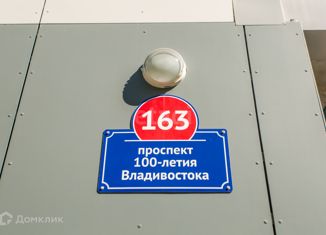 163
проспект
100-летия
Владивостока
Домклик